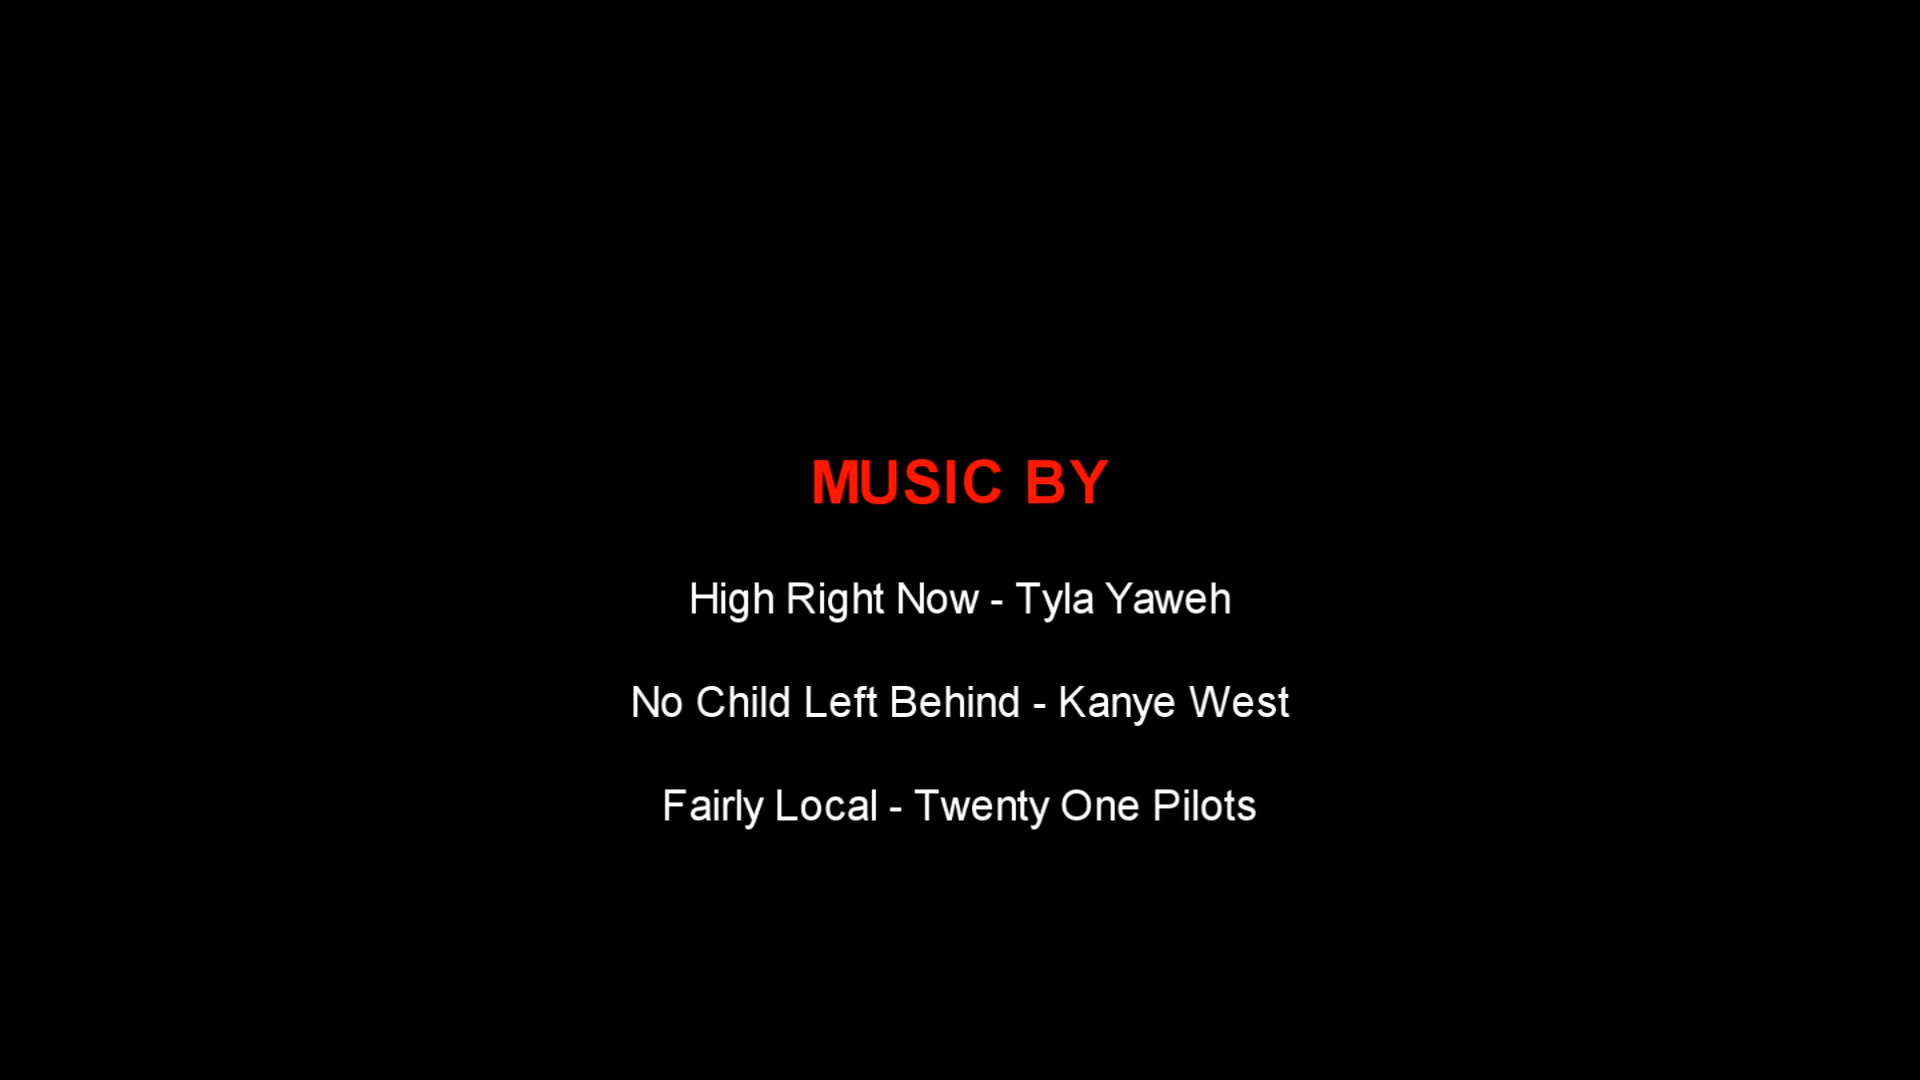 MUSIC BY
High Right Now - Tyla Yaweh
No Child Left Behind - Kanye West
Fairly Local - Twenty One Pilots